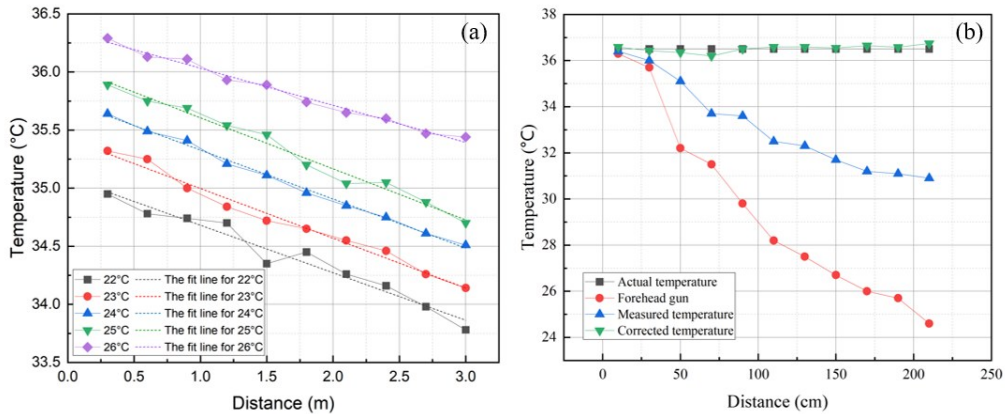 (a)
Temperature (°C)
36.5
36.0
35.5
35.0
34.5
34.0
33.5
22°C The fit line for 22°C
23°C The fit line for 23°C
24°C The fit line for 24°C
25°C The fit line for 25°C
26°C The fit line for 26°C
0.0 0.5 1.0 1.5 2.0 2.5 3.0
Distance (m)
(b)
Temperature (°C)
38
36
34
32
30
28
26
24
Actual temperature
Forehead gun
Measured temperature
Corrected temperature
0 50 100 150 200 250
Distance (cm)